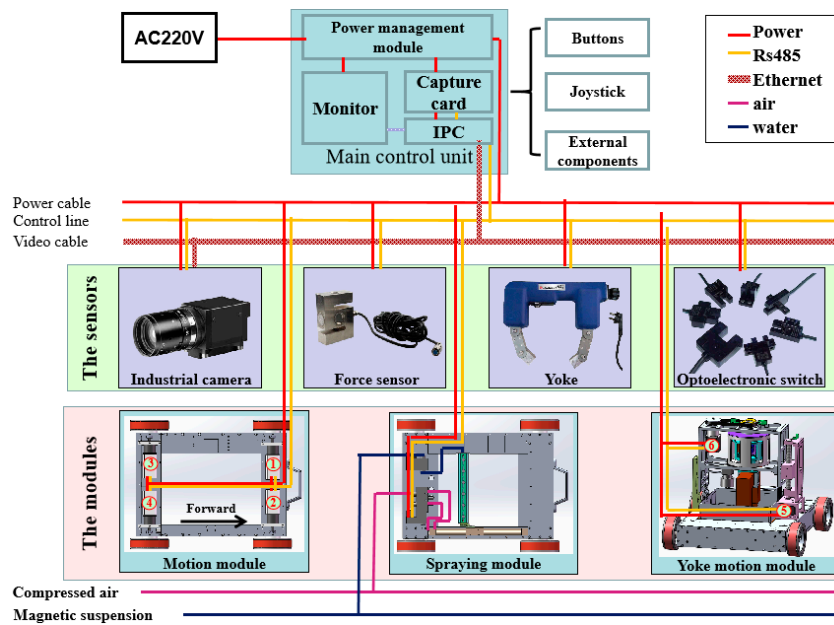 AC220V
Power management
module
Monitor
Capture
card
IPC
Main control unit
Buttons
Joystick
External
components
Power
Rs485
Ethernet
air
water
Power cable
Control line
Video cable
The sensors
Industrial camera
Force sensor
Yoke
Optoelectronic switch
The modules
3
1
4
2
Forward
Motion module
Spraying module
6
5
Yoke motion module
Compressed air
Magnetic suspension